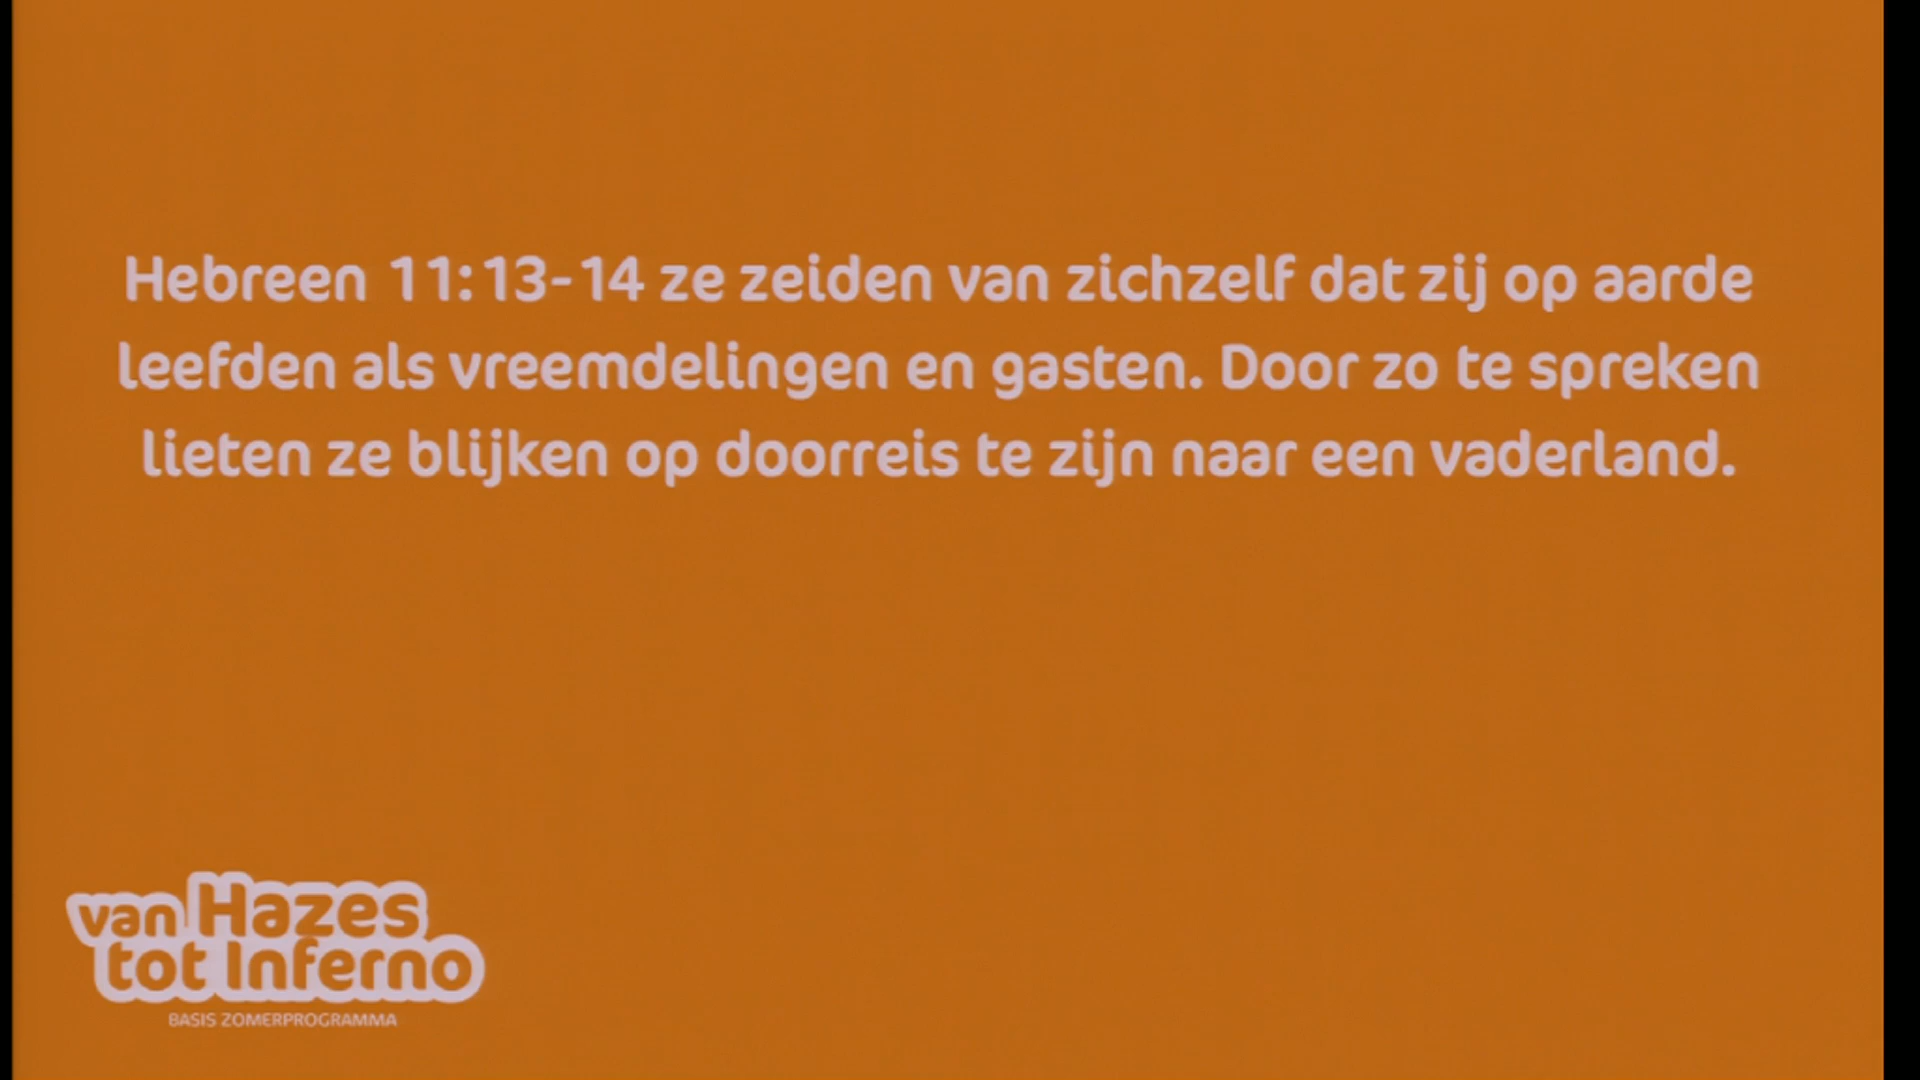 Hebreen 11:13-14 ze zeiden van zichzelf dat zij op aarde
leefden als vreemdelingen en gasten. Door zo te spreken
lieten ze blijken op doorreis te zijn naar een vaderland.
van Hazes
tot Inferno
BASIS ZOMERPROGRAMMA